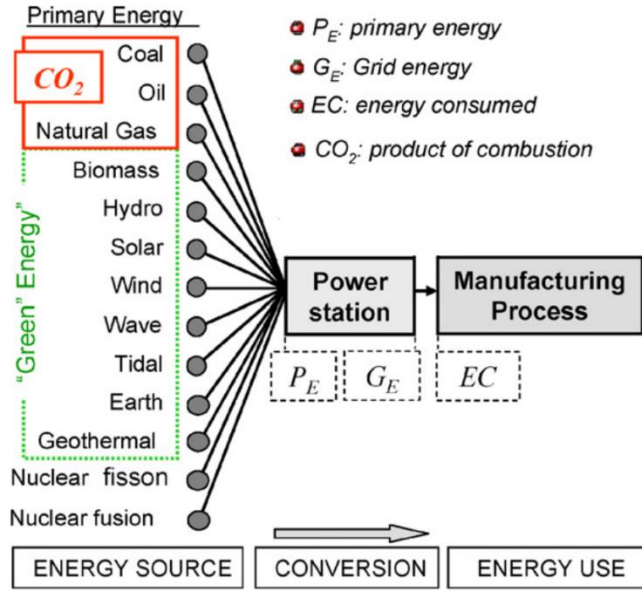 Primary Energy
CO2
Coal
Oil
Natural Gas
Biomass
Hydro
Solar
Wind
Wave
Tidal
Earth
Geothermal
Nuclear fisson
Nuclear fusion
"Green" Energy"
PE: primary energy
GE: Grid energy
EC: energy consumed
CO2: product of combustion
Power
station
Manufacturing
Process
PE
GE
EC
ENERGY SOURCE
CONVERSION
ENERGY USE